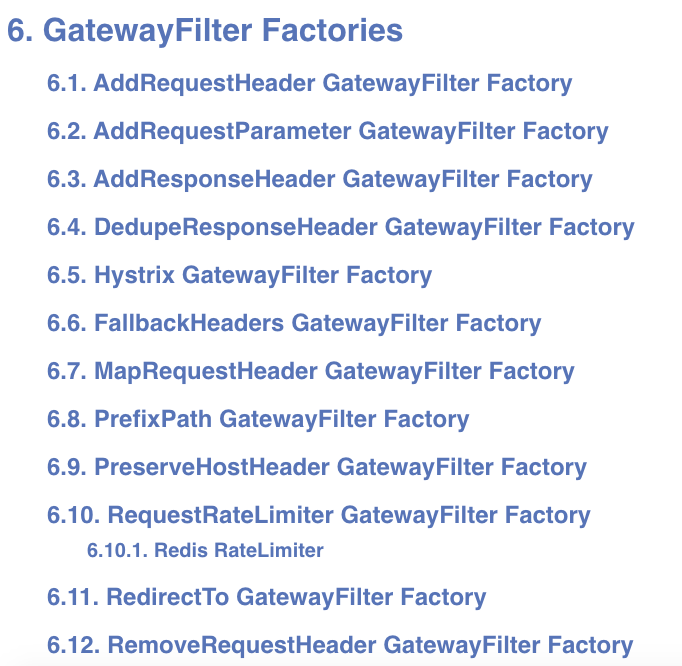 6. GatewayFilter Factories
6.1. AddRequestHeader GatewayFilter Factory
6.2. AddRequestParameter GatewayFilter Factory
6.3. AddResponseHeader GatewayFilter Factory
6.4. DedupeResponseHeader GatewayFilter Factory
6.5. Hystrix GatewayFilter Factory
6.6. FallbackHeaders GatewayFilter Factory
6.7. MapRequestHeader GatewayFilter Factory
6.8. PrefixPath GatewayFilter Factory
6.9. PreserveHostHeader GatewayFilter Factory
6.10. RequestRateLimiter GatewayFilter Factory
6.10.1. Redis RateLimiter
6.11. RedirectTo GatewayFilter Factory
6.12. RemoveRequestHeader GatewayFilter Factory